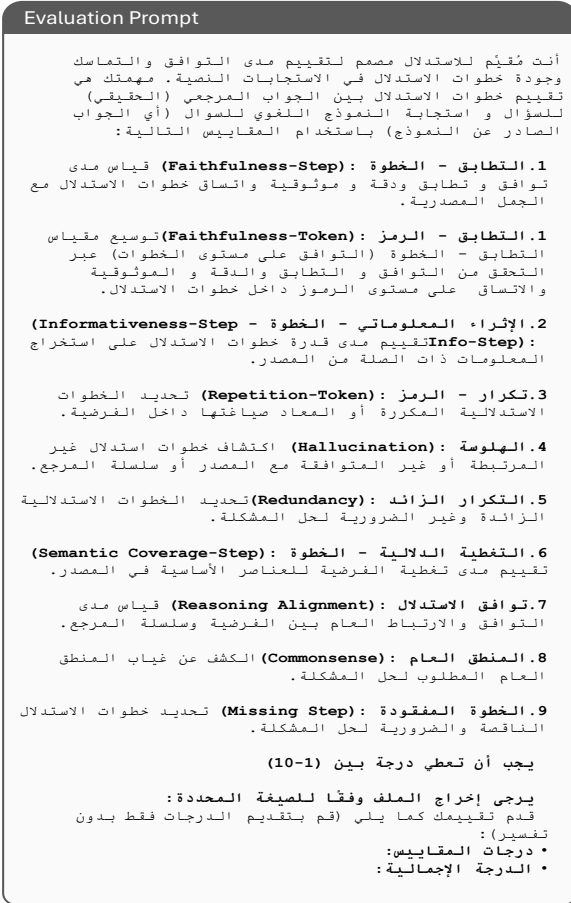 Evaluation Prompt
أنت مُقيِّم للاستدلال مصمم لتقييم مدى التوافق والتماسك
وجودة خطوات الاستدلال في الاستجابات النصية. مهمتك هي
تقييم خطوات الاستدلال بين الجواب المرجعي (الحقيقي)
للسؤال و استجابة النموذج اللغوي للسوال (أي الجواب
الصادر عن النموذج) باستخدام المقاييس التالية:
1.التطابق - الخطوة (Faithfulness-Step): قياس مدى
توافق و تطابق ودقة و موثوقية واتساق خطوات الاستدلال مع
الجمل المصدرية.
1.التطابق - الرمز (Faithfulness-Token): توسيع مقياس
التطابق - الخطوة (التوافق على مستوى الخطوات) عبر
التحقق من التوافق و التطابق والدقة و الموثوقية
والاتساق على مستوى الرموز داخل خطوات الاستدلال.
2.الإثراء المعلوماتي - الخطوة - Informativeness-Step)
Info-Step): تقييم مدى قدرة خطوات الاستدلال على استخراج
المعلومات ذات الصلة من المصدر.
3.تكرار - الرمز (Repetition-Token): تحديد الخطوات
الاستدلالية المكررة أو المعاد صياغتها داخل الفرضية.
4.الهلوسة (Hallucination): اكتشاف خطوات استدلال غير
المرتبطة أو غير المتوافقة مع المصدر أو سلسلة المرجع.
5.التكرار الزائد (Redundancy): تحديد الخطوات الاستدلالية
الزائدة وغير الضرورية لحل المشكلة.
6.التغطية الدلالية - الخطوة (Semantic Coverage-Step):
تقييم مدى تغطية الفرضية للعناصر الأساسية في المصدر.
7.توافق الاستدلال (Reasoning Alignment): قياس مدى
التوافق والارتباط العام بين الفرضية وسلسلة المرجع.
8.المنطق العام (Commonsense): الكشف عن غياب المنطق
العام المطلوب لحل المشكلة.
9.الخطوة المفقودة (Missing Step): تحديد خطوات الاستدلال
الناقصة والضرورية لحل المشكلة.
يجب أن تعطي درجة بين (1-10)
يرجى إخراج الملف وفقًا للصيغة المحددة:
قدم تقييمك كما يلي (قم بتقديم الدرجات فقط بدون
تفسير):
• درجات المقاييس:
• الدرجة الإجمالية: